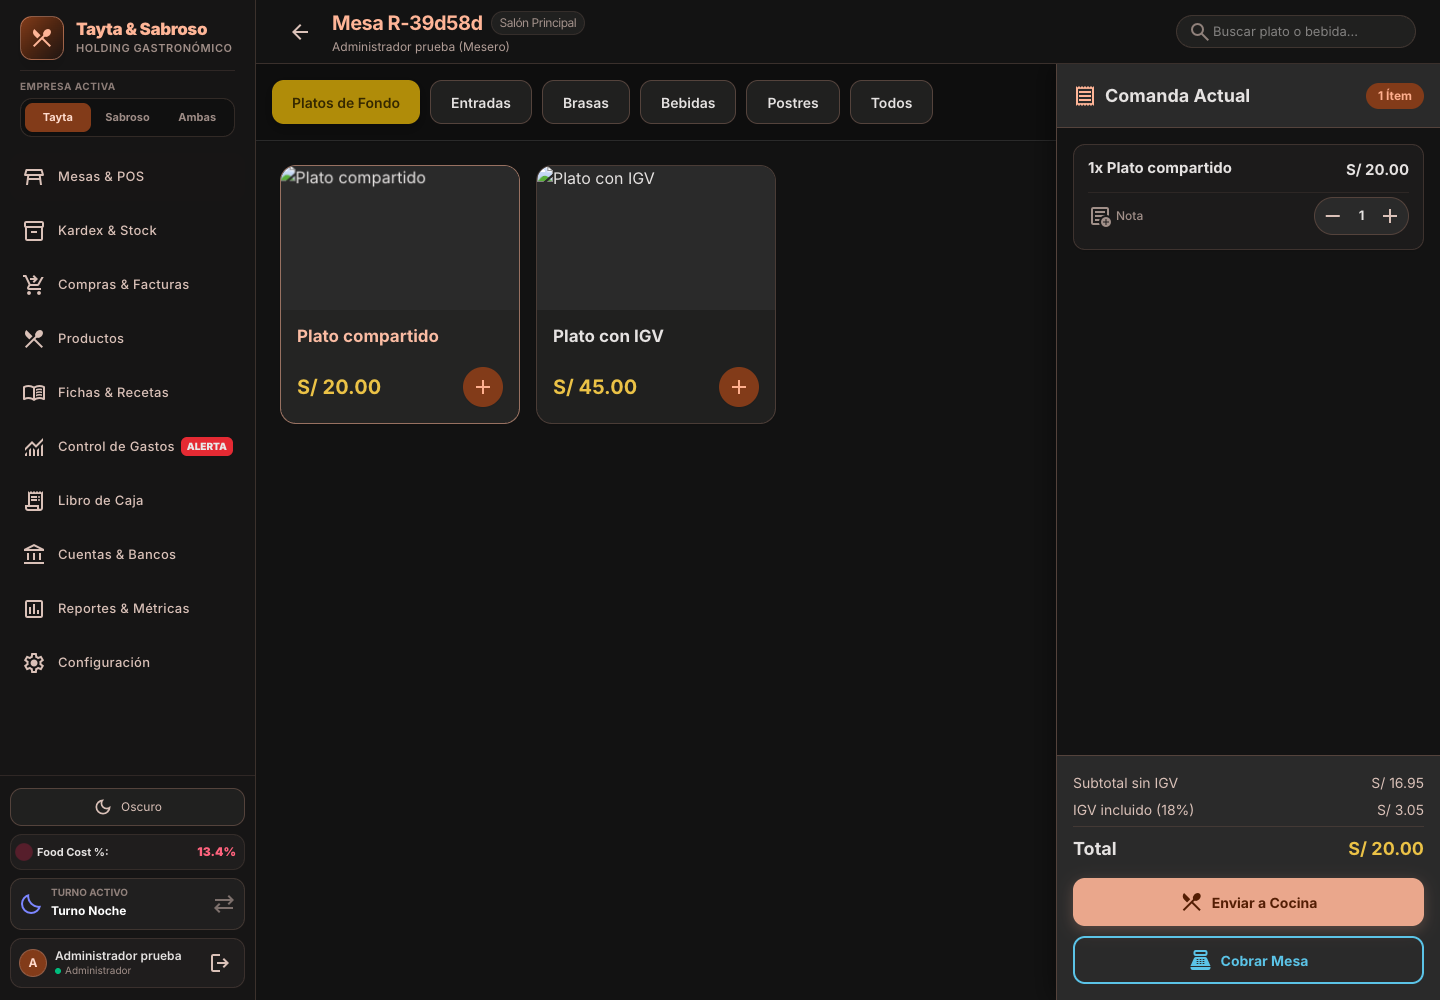 Tayta & Sabroso
HOLDING GASTRONÓMICO
EMPRESA ACTIVA
Tayta
Sabroso
Ambas
Mesas & POS
Kardex & Stock
Compras & Facturas
Productos
Fichas & Recetas
Control de Gastos ALERTA
Libro de Caja
Cuentas & Bancos
Reportes & Métricas
Configuración
Oscuro
Food Cost %: 13.4%
TURNO ACTIVO
Turno Noche
A
Administrador prueba
Administrador
Mesa R-39d58d Salón Principal
Administrador prueba (Mesero)
Buscar plato o bebida...
Platos de Fondo
Entradas
Brasas
Bebidas
Postres
Todos
Plato compartido
Plato compartido
S/ 20.00
Plato con IGV
Plato con IGV
S/ 45.00
Comanda Actual
1 Ítem
1x Plato compartido S/ 20.00
Nota
1
Subtotal sin IGV S/ 16.95
IGV incluido (18%) S/ 3.05
Total S/ 20.00
Enviar a Cocina
Cobrar Mesa